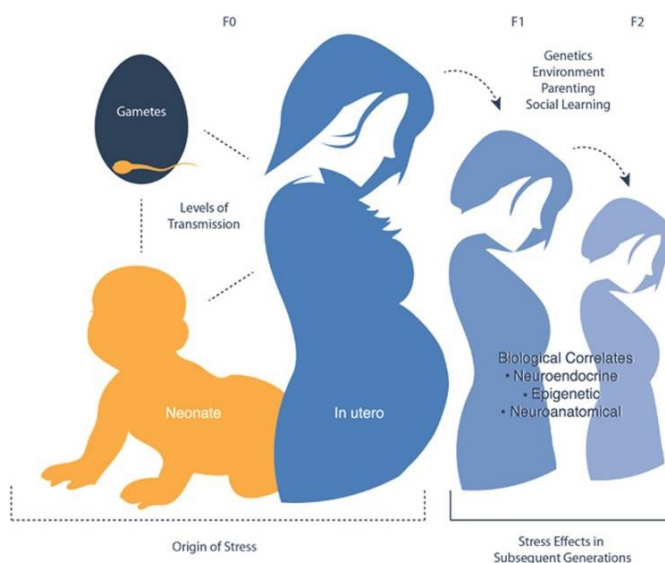 F0
F1
F2
Genetics
Environment
Parenting
Social Learning
Gametes
Levels of
Transmission
Biological Correlates
• Neuroendocrine
• Epigenetic
• Neuroanatomical
Neonate
In utero
Origin of Stress
Stress Effects in
Subsequent Generations